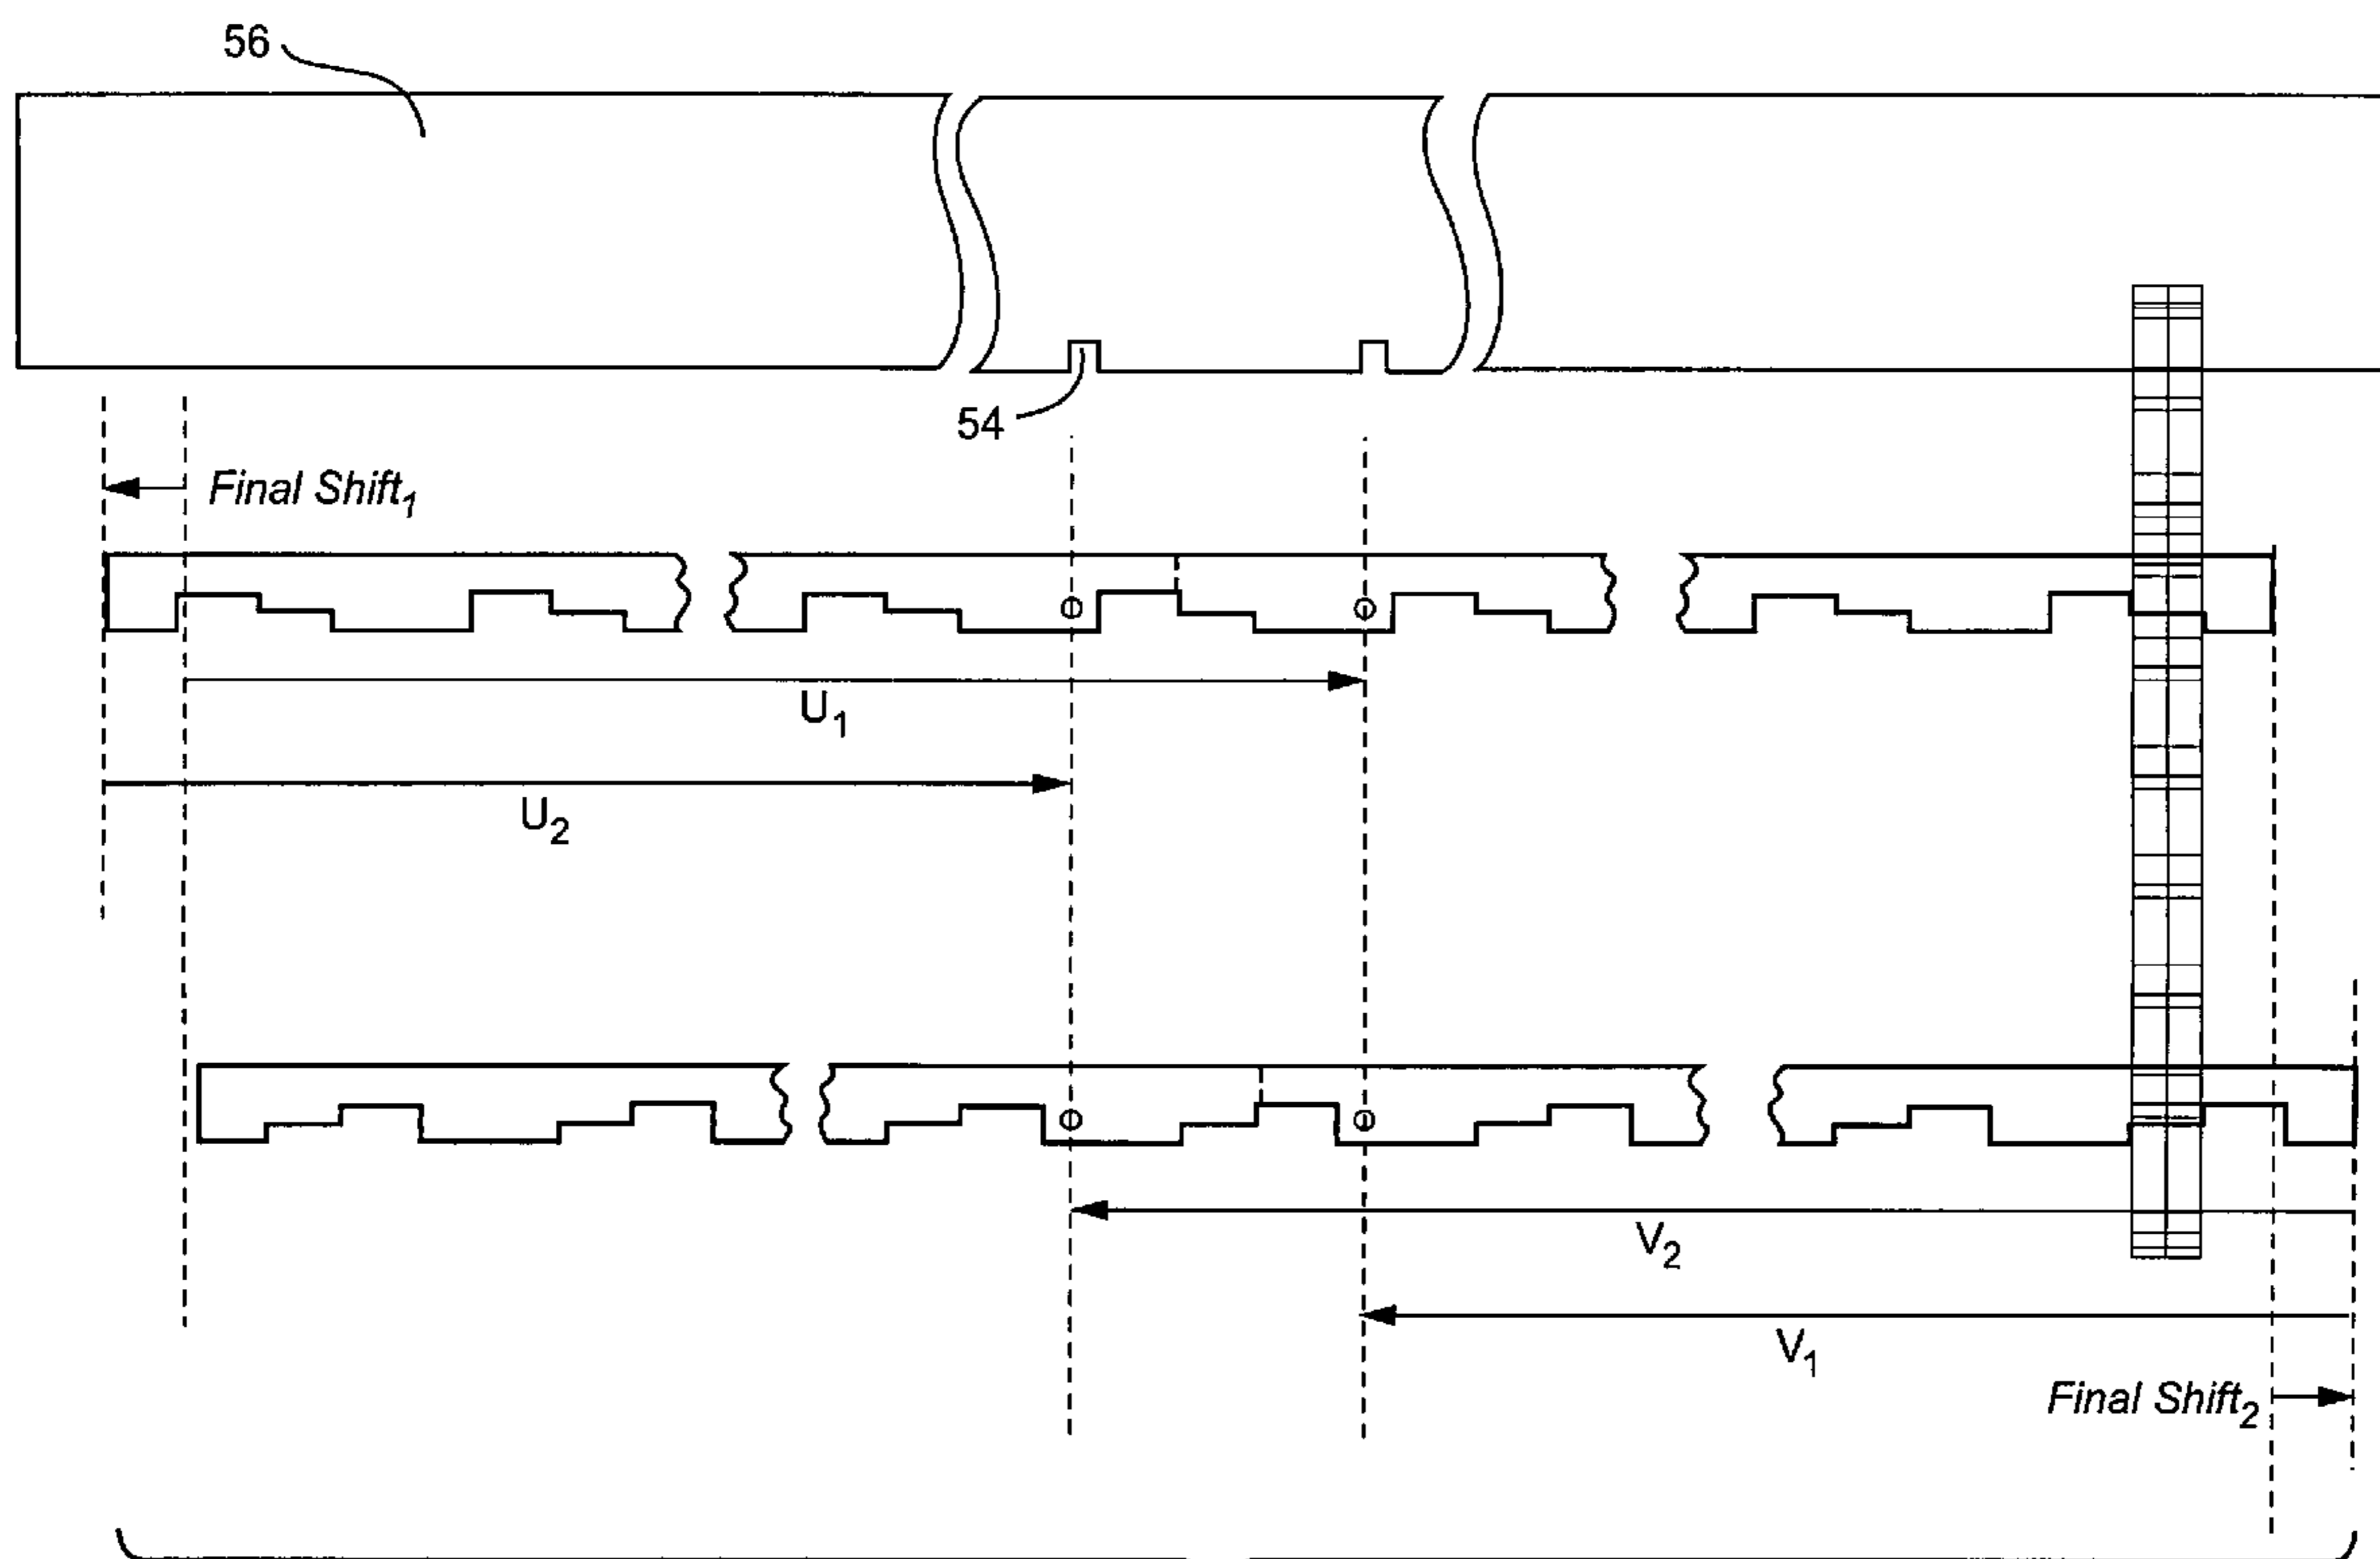 56
54
Final Shift₁
U₁
U₂
V₂
V₁
Final Shift₂